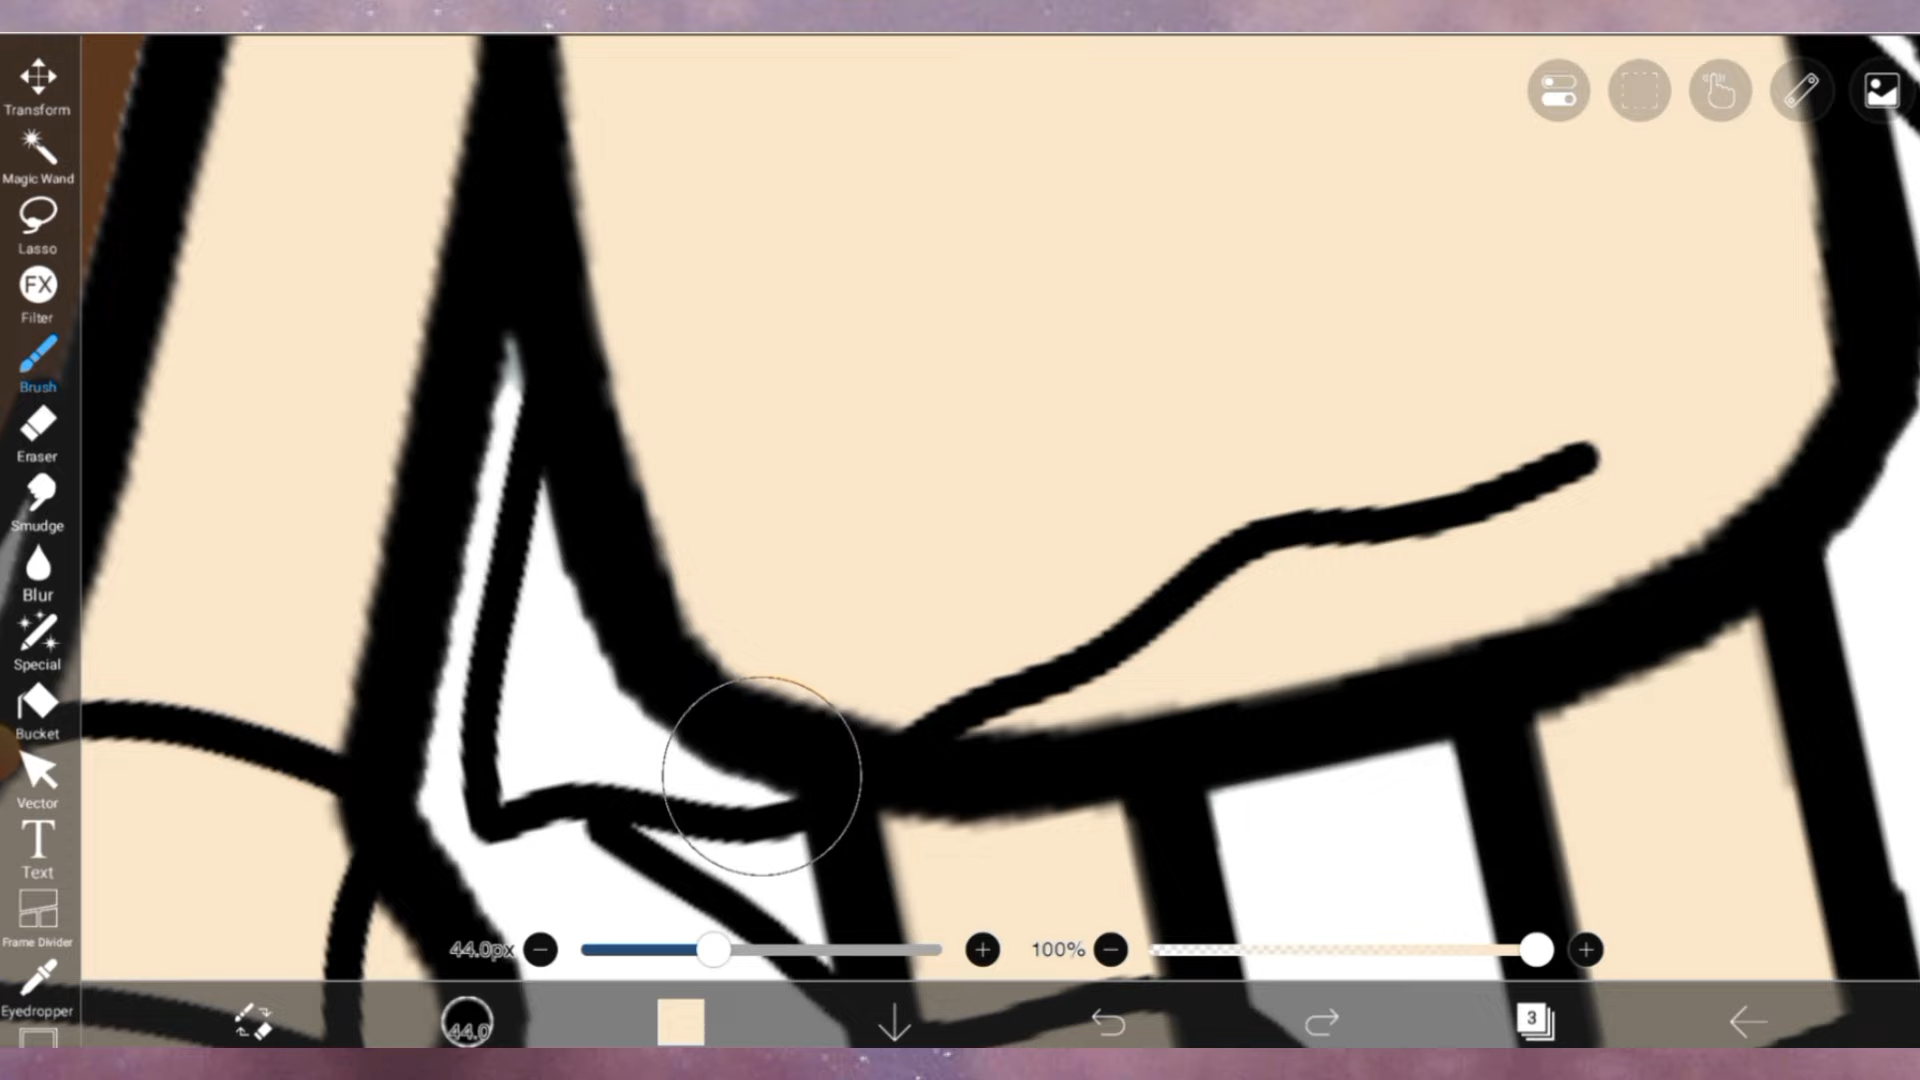 Transform
Magic Wand
Lasso
FX
Filter
Brush
Eraser
Smudge
Blur
Special
Bucket
Vector
T
Text
Frame Divider
Eyedropper
44.0px
100%
44.0
3